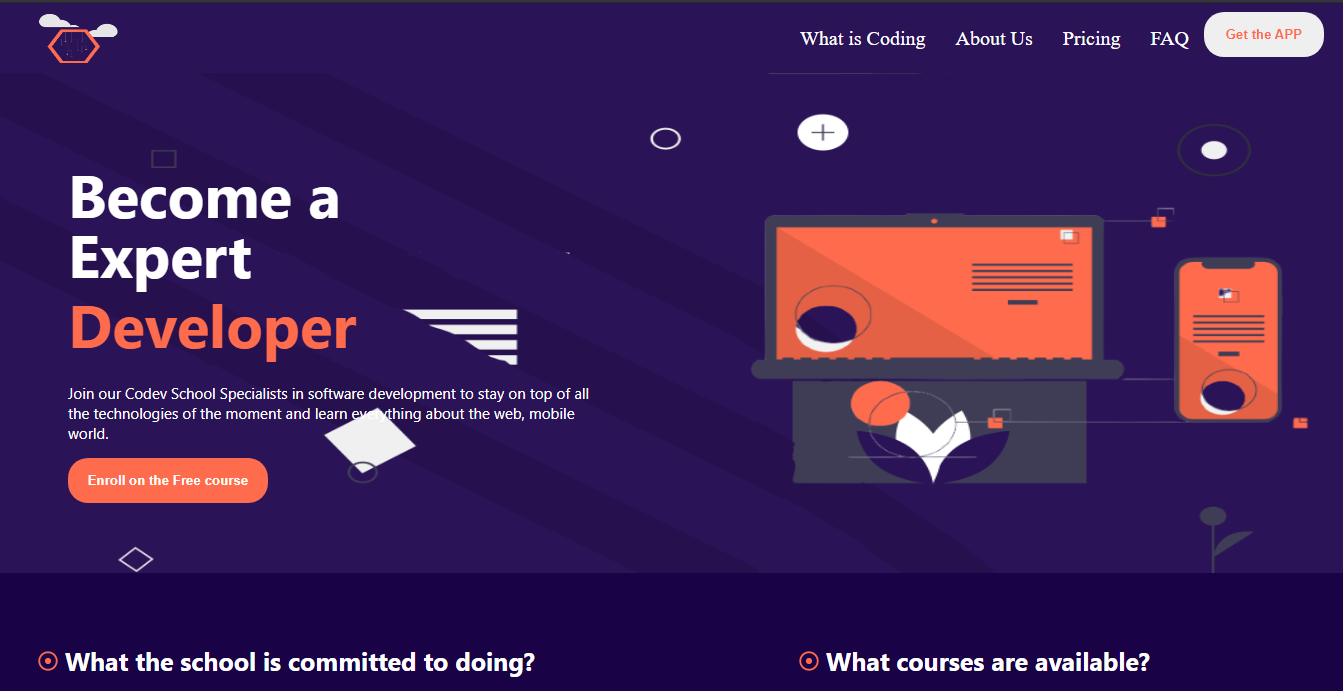 What is Coding About Us Pricing FAQ Get the APP
Become a
Expert
Developer
Join our Codev School Specialists in software development to stay on top of all
the technologies of the moment and learn everything about the web, mobile
world.
Enroll on the Free course
What the school is committed to doing?
What courses are available?